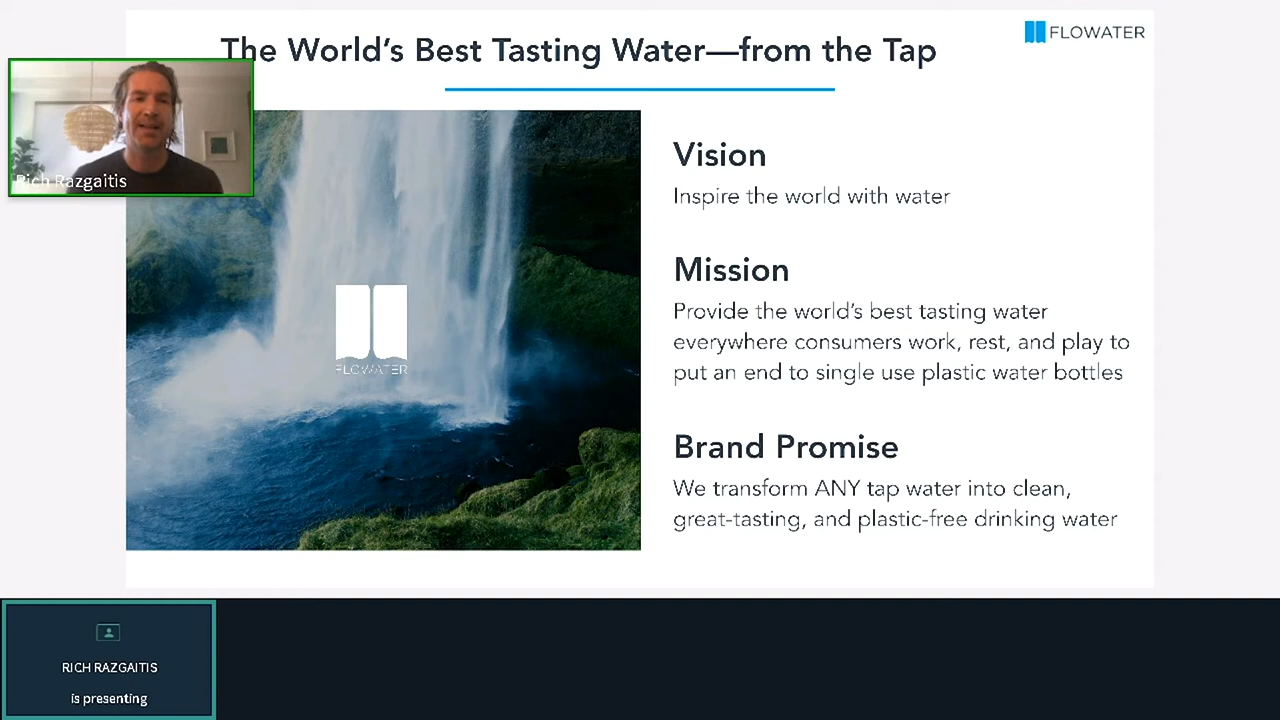 The World's Best Tasting Water—from the Tap
FLOWATER
Rich Razgaitis
FLOWATER
Vision
Inspire the world with water
Mission
Provide the world's best tasting water
everywhere consumers work, rest, and play to
put an end to single use plastic water bottles
Brand Promise
We transform ANY tap water into clean,
great-tasting, and plastic-free drinking water
RICH RAZGAITIS
is presenting